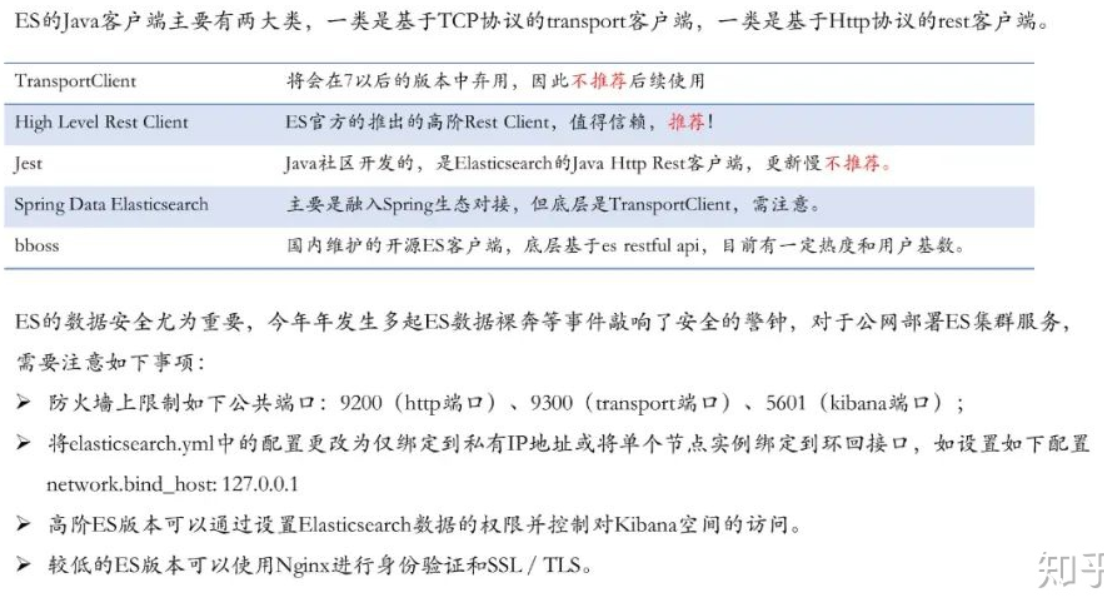 ES的Java客户端主要有两大类，一类是基于TCP协议的transport客户端，一类是基于Http协议的rest客户端。
TransportClient 将会在7以后的版本中弃用，因此不推荐后续使用
High Level Rest Client ES官方的推出的高阶Rest Client，值得信赖，推荐！
Jest Java社区开发的，是Elasticsearch的Java Http Rest客户端，更新慢不推荐。
Spring Data Elasticsearch 主要是融入Spring生态对接，但底层是TransportClient，需注意。
bboss 国内维护的开源ES客户端，底层基于es restful api，目前有一定热度和用户基数。
ES的数据安全尤为重要，今年年发生多起ES数据裸奔等事件敲响了安全的警钟，对于公网部署ES集群服务，
需要注意如下事项：
➢ 防火墙上限制如下公共端口：9200（http端口）、9300（transport端口）、5601（kibana端口）；
➢ 将elasticsearch.yml中的配置更改为仅绑定到私有IP地址或将单个节点实例绑定到环回接口，如设置如下配置
network.bind_host: 127.0.0.1
➢ 高阶ES版本可以通过设置Elasticsearch数据的权限并控制对Kibana空间的访问。
➢ 较低的ES版本可以使用Nginx进行身份验证和SSL / TLS。
知乎